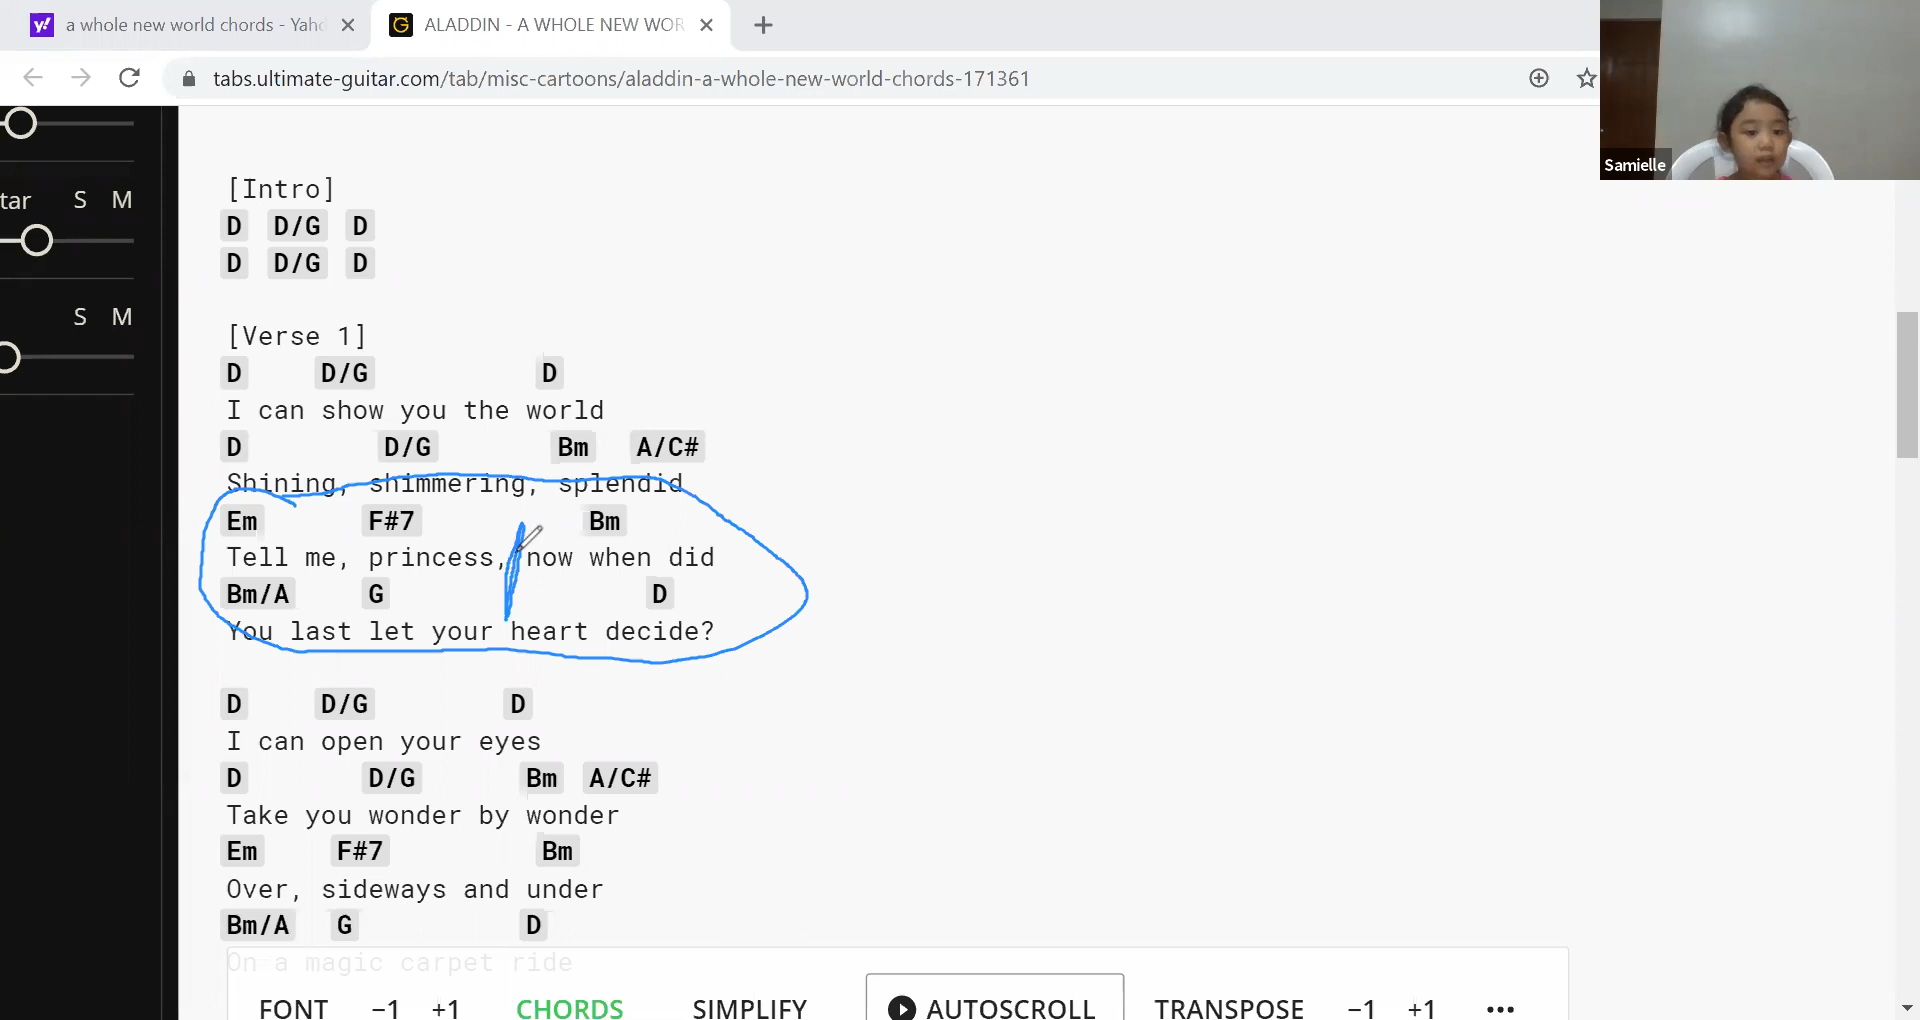 a whole new world chords - Yaho
ALADDIN - A WHOLE NEW WOR
tabs.ultimate-guitar.com/tab/misc-cartoons/aladdin-a-whole-new-world-chords-171361
Samielle
tar S M
S M
[Intro]
D D/G D
D D/G D
[Verse 1]
D D/G D
I can show you the world
D D/G Bm A/C#
Shining, shimmering, splendid
Em F#7 Bm
Tell me, princess, now when did
Bm/A G D
You last let your heart decide?
D D/G D
I can open your eyes
D D/G Bm A/C#
Take you wonder by wonder
Em F#7 Bm
Over, sideways and under
Bm/A G D
On a magic carpet ride
FONT −1 +1 CHORDS SIMPLIFY AUTOSCROLL TRANSPOSE −1 +1 •••